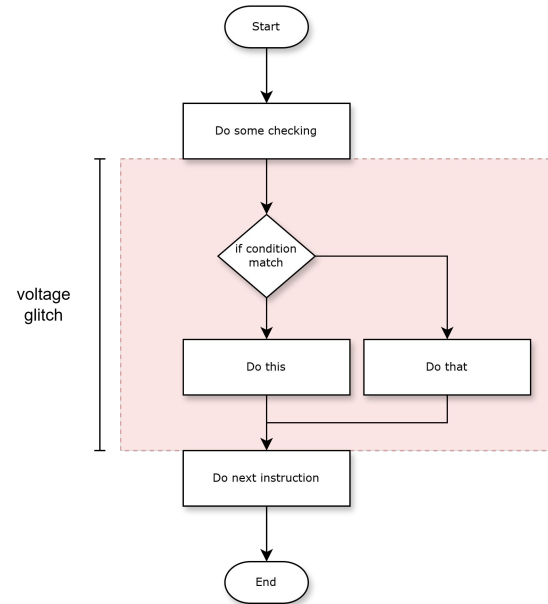 Start
Do some checking
if condition
match
voltage
glitch
Do this
Do that
Do next instruction
End